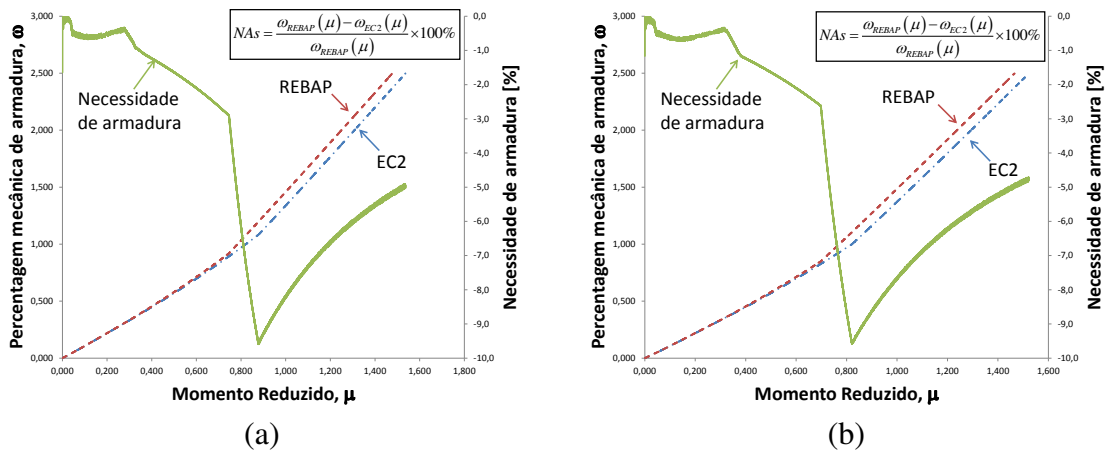 3,000
2,500
2,000
1,500
1,000
0,500
0,000
Percentagem mecânica de armadura, ω
NAs = ω_REBAP(μ) − ω_EC2(μ) / ω_REBAP(μ) ×100%
REBAP
EC2
Necessidade
de armadura
0,0
-1,0
-2,0
-3,0
-4,0
-5,0
-6,0
-7,0
-8,0
-9,0
-10,0
Necessidade de armadura [%]
0,000 0,200 0,400 0,600 0,800 1,000 1,200 1,400 1,600 1,800
Momento Reduzido, μ
(a)
3,000
2,500
2,000
1,500
1,000
0,500
0,000
Percentagem mecânica de armadura, ω
NAs = ω_REBAP(μ) − ω_EC2(μ) / ω_REBAP(μ) ×100%
REBAP
EC2
Necessidade
de armadura
0,0
-1,0
-2,0
-3,0
-4,0
-5,0
-6,0
-7,0
-8,0
-9,0
-10,0
Necessidade de armadura [%]
0,000 0,200 0,400 0,600 0,800 1,000 1,200 1,400 1,600
Momento Reduzido, μ
(b)